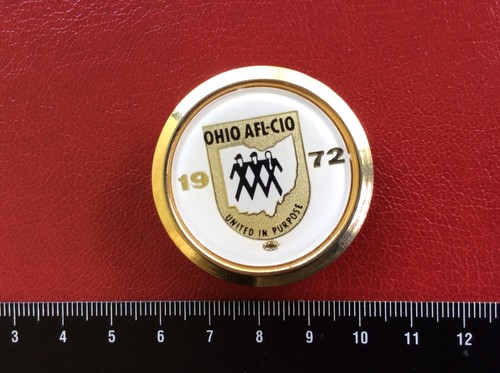 OHIO AFL-CIO
19 72
UNITED IN PURPOSE
3 4 5 6 7 8 9 10 11 12